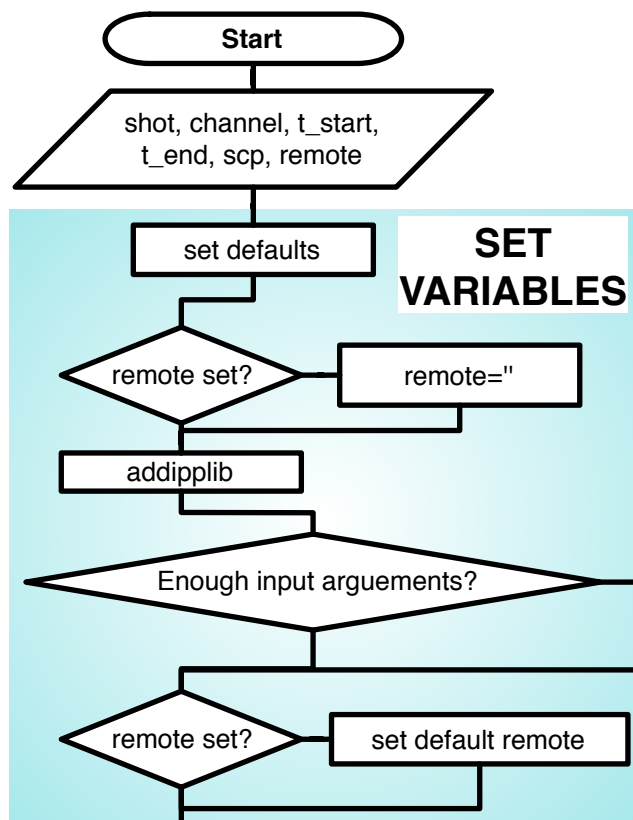 Start
shot, channel, t_start,
t_end, scp, remote
set defaults
SET
VARIABLES
remote set?
remote=''
addipplib
Enough input arguements?
remote set?
set default remote